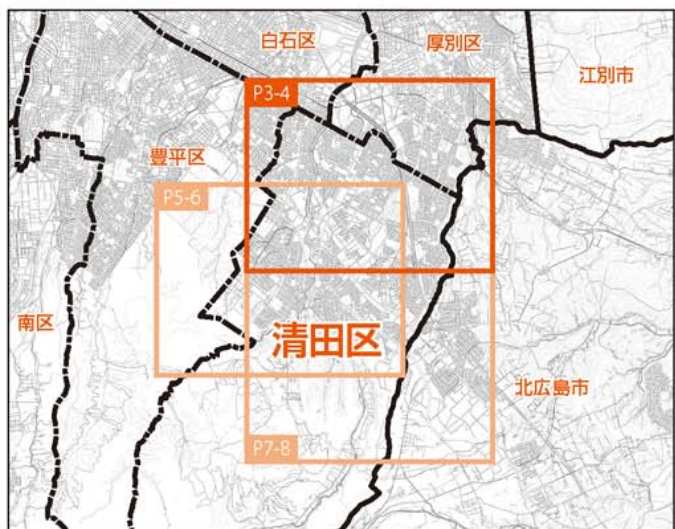 白石区
厚別区
江別市
P3-4
豊平区
P5-6
南区
清田区
北広島市
P7-8